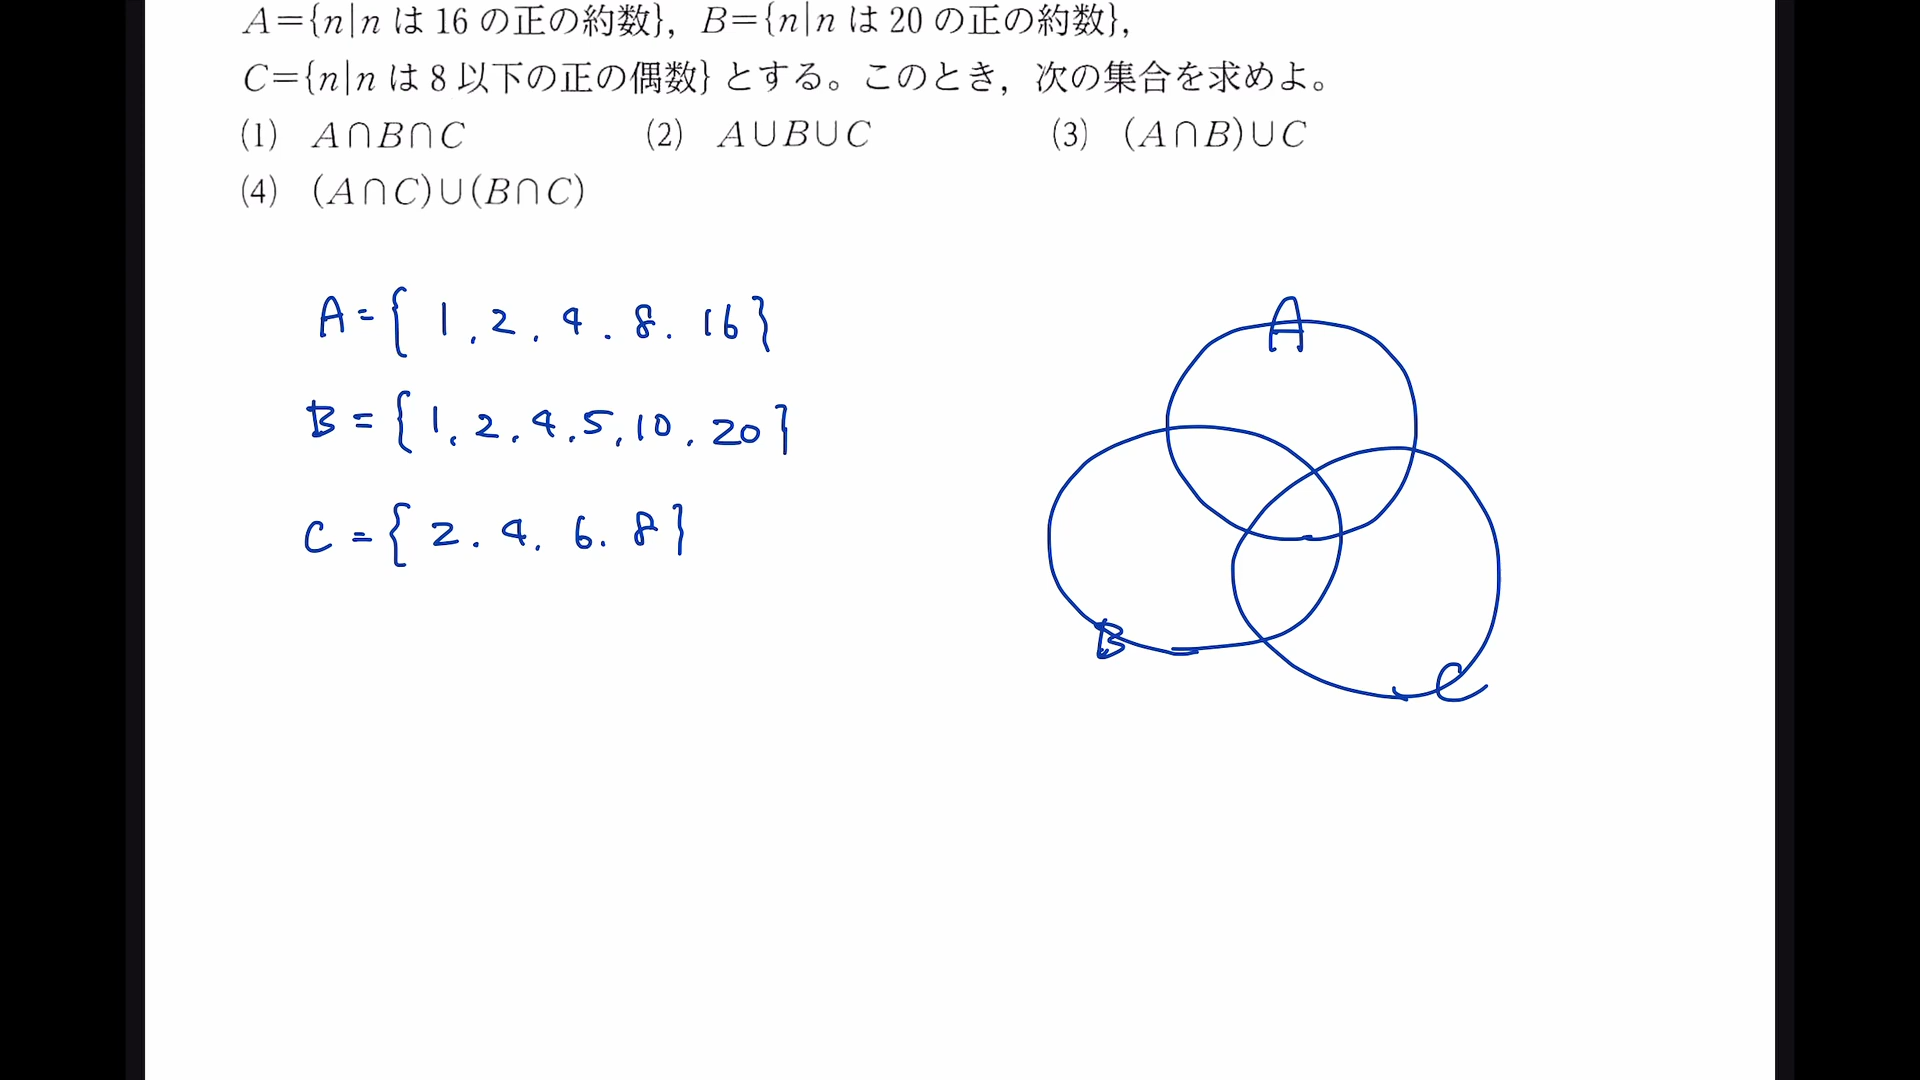 A={n|n は 16 の正の約数}, B={n|n は 20 の正の約数},
C={n|n は 8 以下の正の偶数} とする。このとき, 次の集合を求めよ。
(1) A∩B∩C (2) A∪B∪C (3) (A∩B)∪C
(4) (A∩C)∪(B∩C)
A={ 1, 2, 4, 8, 16}
B={ 1, 2, 4, 5, 10, 20}
C={ 2, 4, 6, 8}
A
B
C